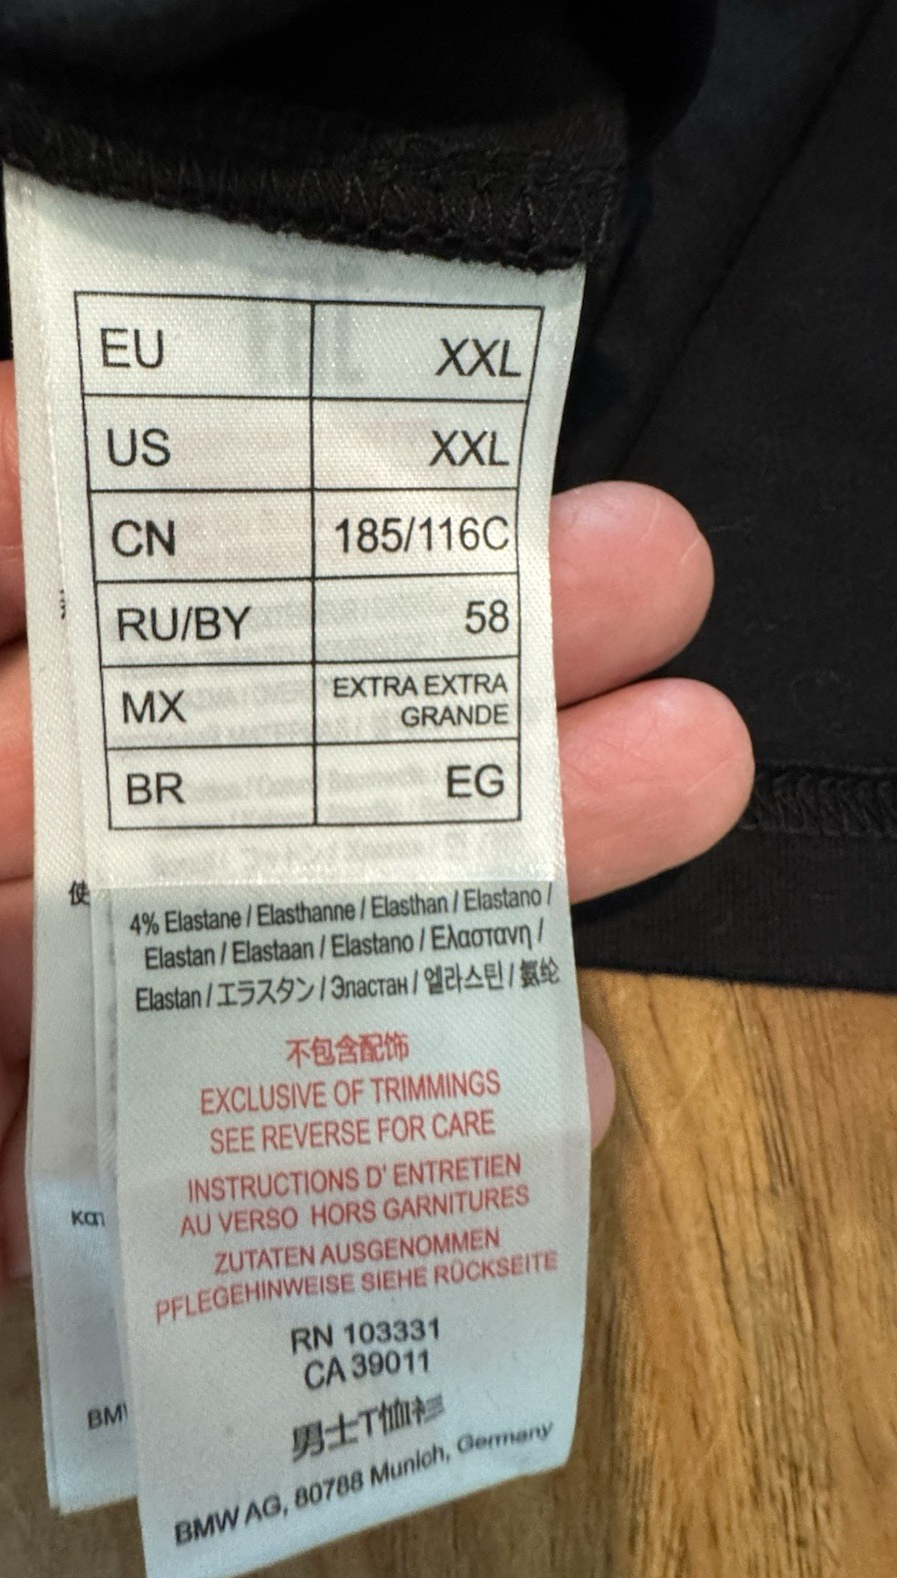 EU XXL
US XXL
CN 185/116C
RU/BY 58
MX EXTRA EXTRA GRANDE
BR EG
使
4% Elastane / Elasthanne / Elasthan / Elastano /
Elastan / Elastaan / Elastano / Ελαστανη /
Elastan / エラスタン / Эластан / 엘라스틴 / 氨纶
不包含配饰
EXCLUSIVE OF TRIMMINGS
SEE REVERSE FOR CARE
INSTRUCTIONS D' ENTRETIEN
AU VERSO HORS GARNITURES
ZUTATEN AUSGENOMMEN
PFLEGEHINWEISE SIEHE RÜCKSEITE
RN 103331
CA 39011
男士T恤衫
BMW AG, 80788 Munich, Germany